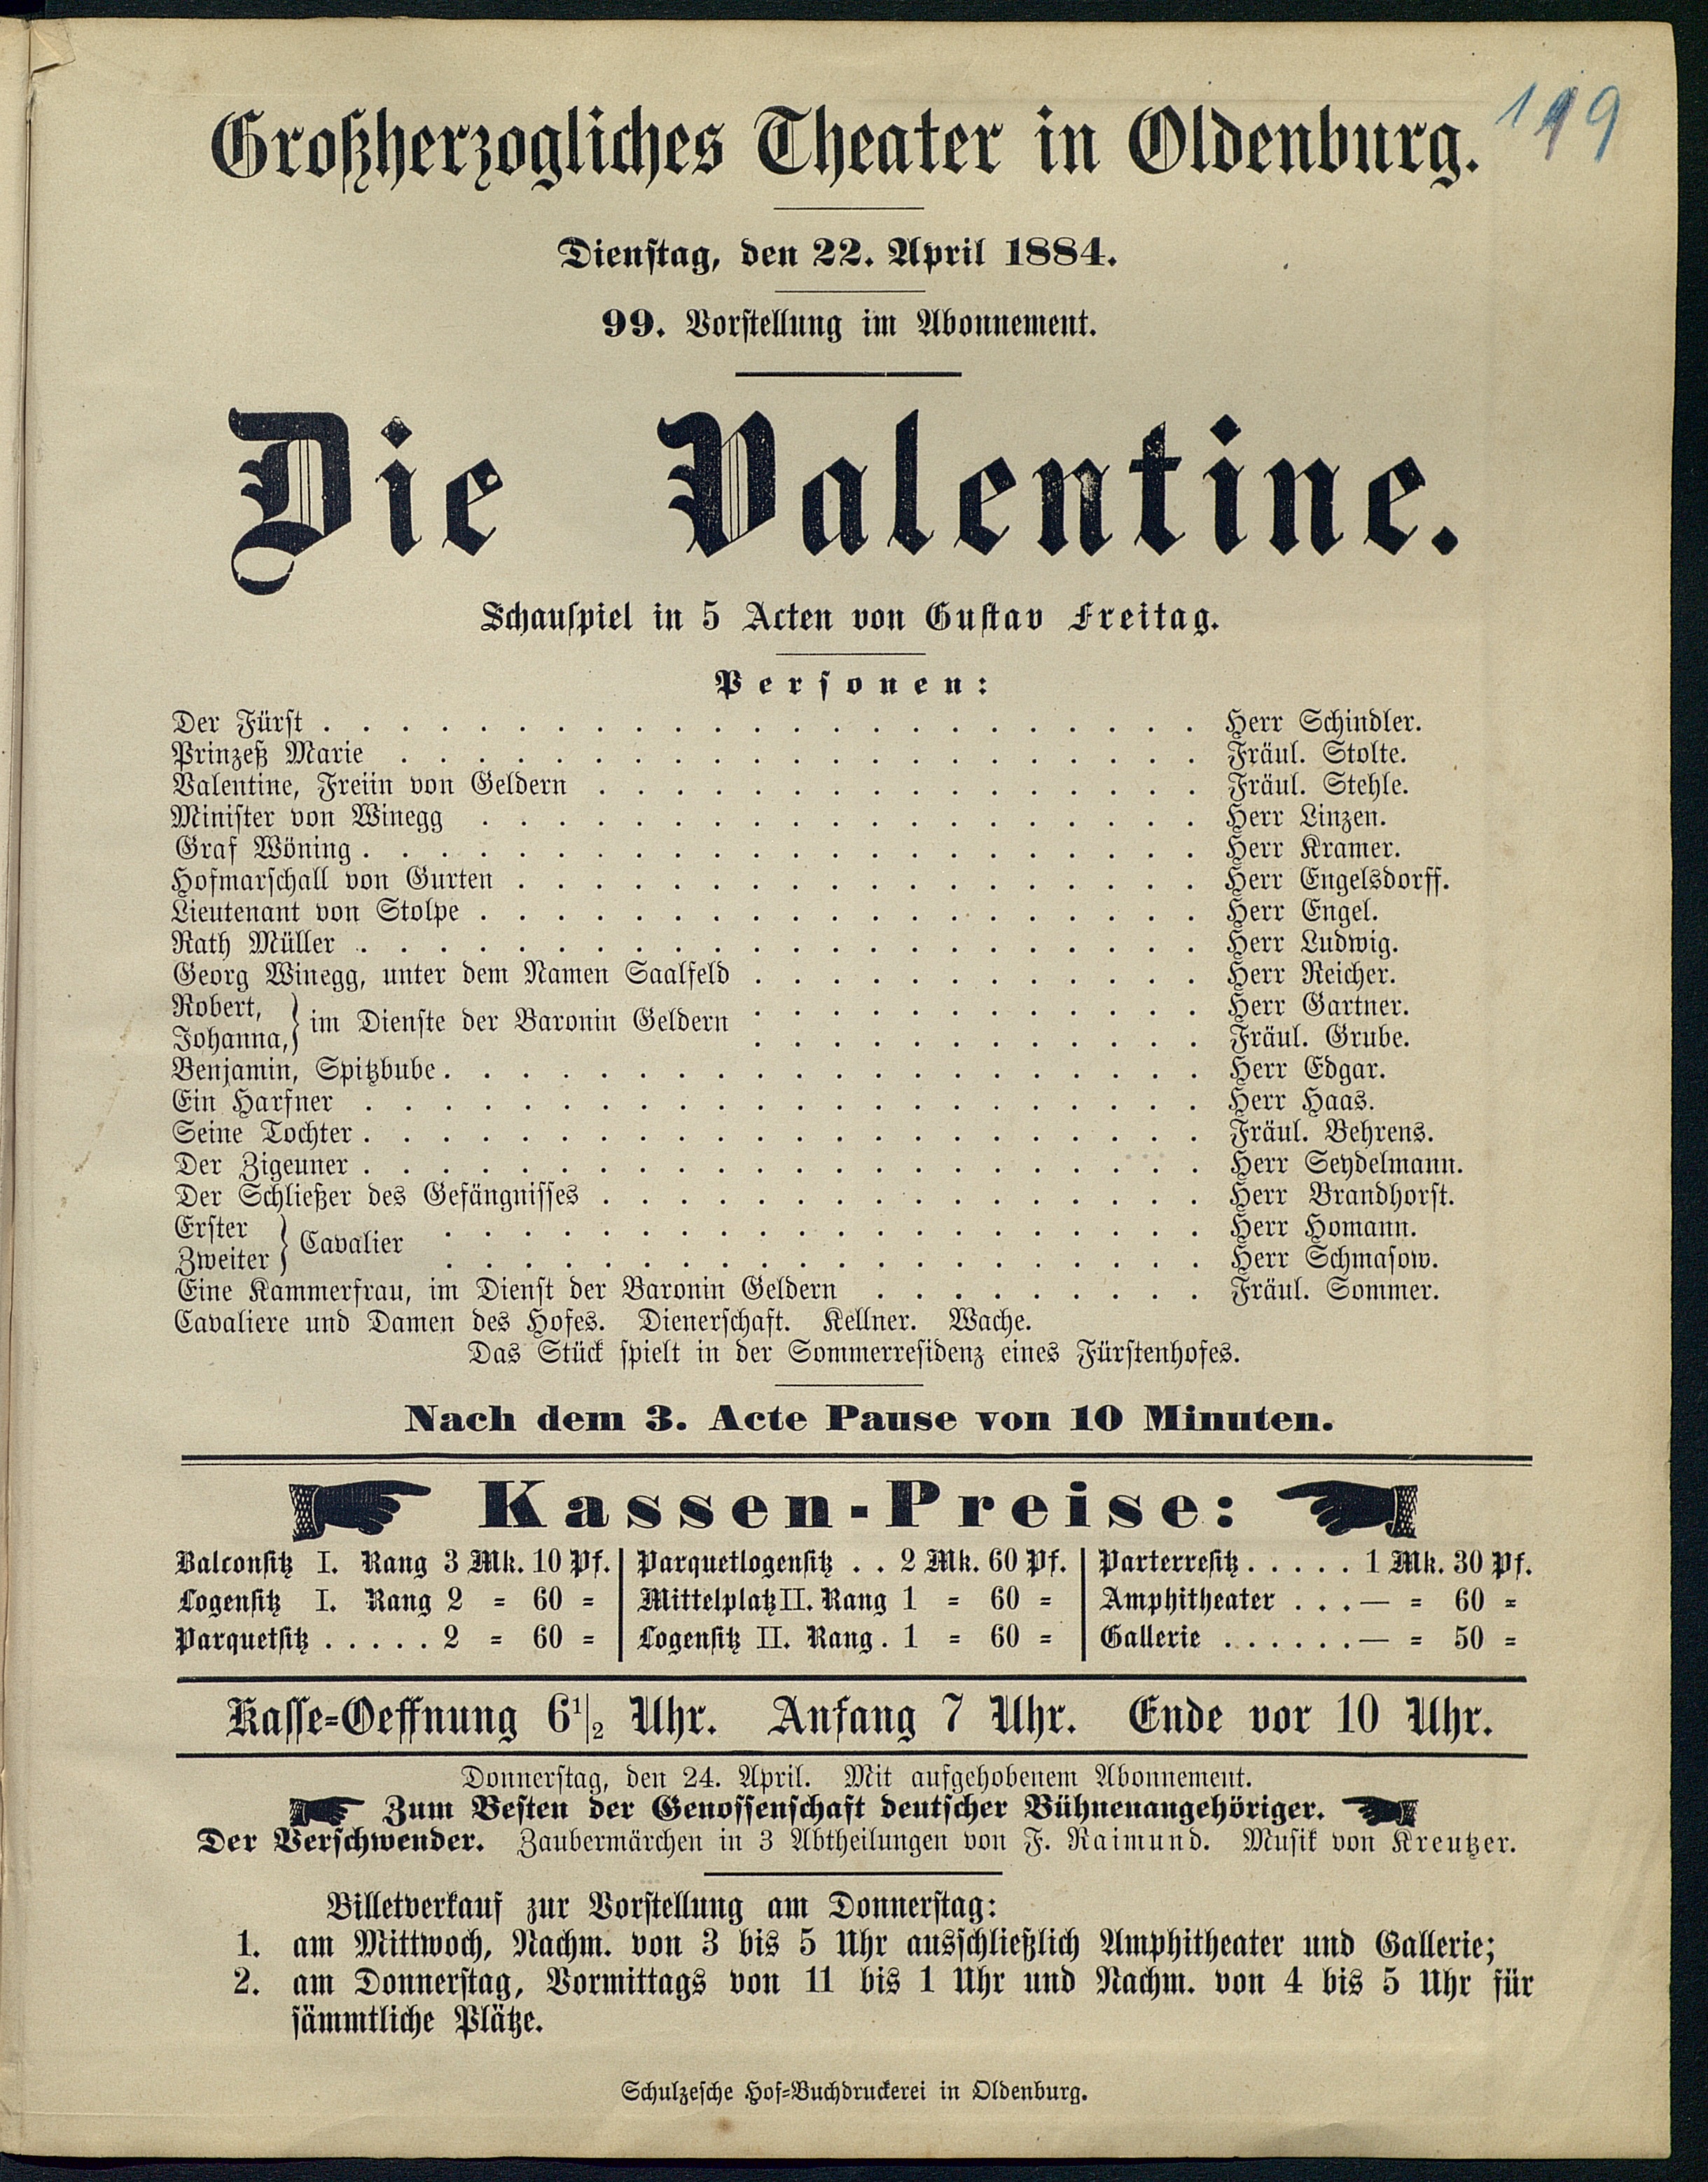 199
Großherzogliches Theater in Oldenburg.
Dienstag, den 22. April 1884.
99. Vorstellung im Abonnement.
Die Valentine.
Schauspiel in 5 Acten von Gustav Freitag.
Personen:
Der Fürst . . . . . Herr Schindler.
Prinzeß Marie . . . . . Fräul. Stolte.
Valentine, Freiin von Geldern . . . . . Fräul. Stehle.
Minister von Winegg . . . . . Herr Linzen.
Graf Wöning . . . . . Herr Kramer.
Hofmarschall von Gurten . . . . . Herr Engelsdorff.
Lieutenant von Stolpe . . . . . Herr Engel.
Rath Müller . . . . . Herr Ludwig.
Georg Winegg, unter dem Namen Saalfeld . . . . . Herr Reicher.
Robert, . . . . . Herr Gartner.
} im Dienste der Baronin Geldern
Johanna, . . . . . Fräul. Grube.
Benjamin, Spitzbube . . . . . Herr Edgar.
Ein Harfner . . . . . Herr Haas.
Seine Tochter . . . . . Fräul. Behrens.
Der Zigeuner . . . . . Herr Seydelmann.
Der Schließer des Gefängnisses . . . . . Herr Brandhorst.
Erster . . . . . Herr Homann.
} Cavalier
Zweiter . . . . . Herr Schmasow.
Eine Kammerfrau, im Dienst der Baronin Geldern . . . . . Fräul. Sommer.
Cavaliere und Damen des Hofes. Dienerschaft. Kellner. Wache.
Das Stück spielt in der Sommerresidenz eines Fürstenhofes.
Nach dem 3. Acte Pause von 10 Minuten.
Kassen-Preise:
Balconsitz I. Rang 3 Mk. 10 Pf. | Parquetlogensitz . . 2 Mk. 60 Pf. | Parterresitz . . . . . 1 Mk. 30 Pf.
Logensitz I. Rang 2 = 60 = | Mittelplatz II. Rang 1 = 60 = | Amphitheater . . . — = 60 =
Parquetsitz . . . . . 2 = 60 = | Logensitz II. Rang . 1 = 60 = | Gallerie . . . . . . — = 50 =
Kasse=Oeffnung 6 1/2 Uhr. Anfang 7 Uhr. Ende vor 10 Uhr.
Donnerstag, den 24. April. Mit aufgehobenem Abonnement.
Zum Besten der Genossenschaft deutscher Bühnenangehöriger.
Der Verschwender. Zaubermärchen in 3 Abtheilungen von F. Raimund. Musik von Kreutzer.
Billetverkauf zur Vorstellung am Donnerstag:
1. am Mittwoch, Nachm. von 3 bis 5 Uhr ausschließlich Amphitheater und Gallerie;
2. am Donnerstag, Vormittags von 11 bis 1 Uhr und Nachm. von 4 bis 5 Uhr für
sämmtliche Plätze.
Schulzesche Hof=Buchdruckerei in Oldenburg.